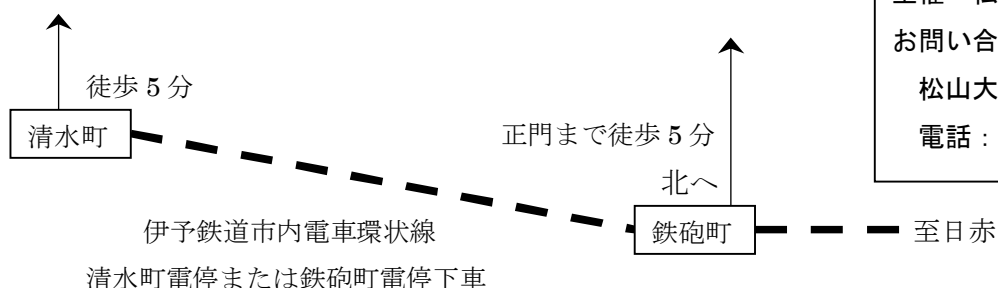 お問い合
松山大
電話：
徒歩 5 分
清水町
正門まで徒歩 5 分
北へ
鉄砲町
至日赤
伊予鉄道市内電車環状線
清水町電停または鉄砲町電停下車